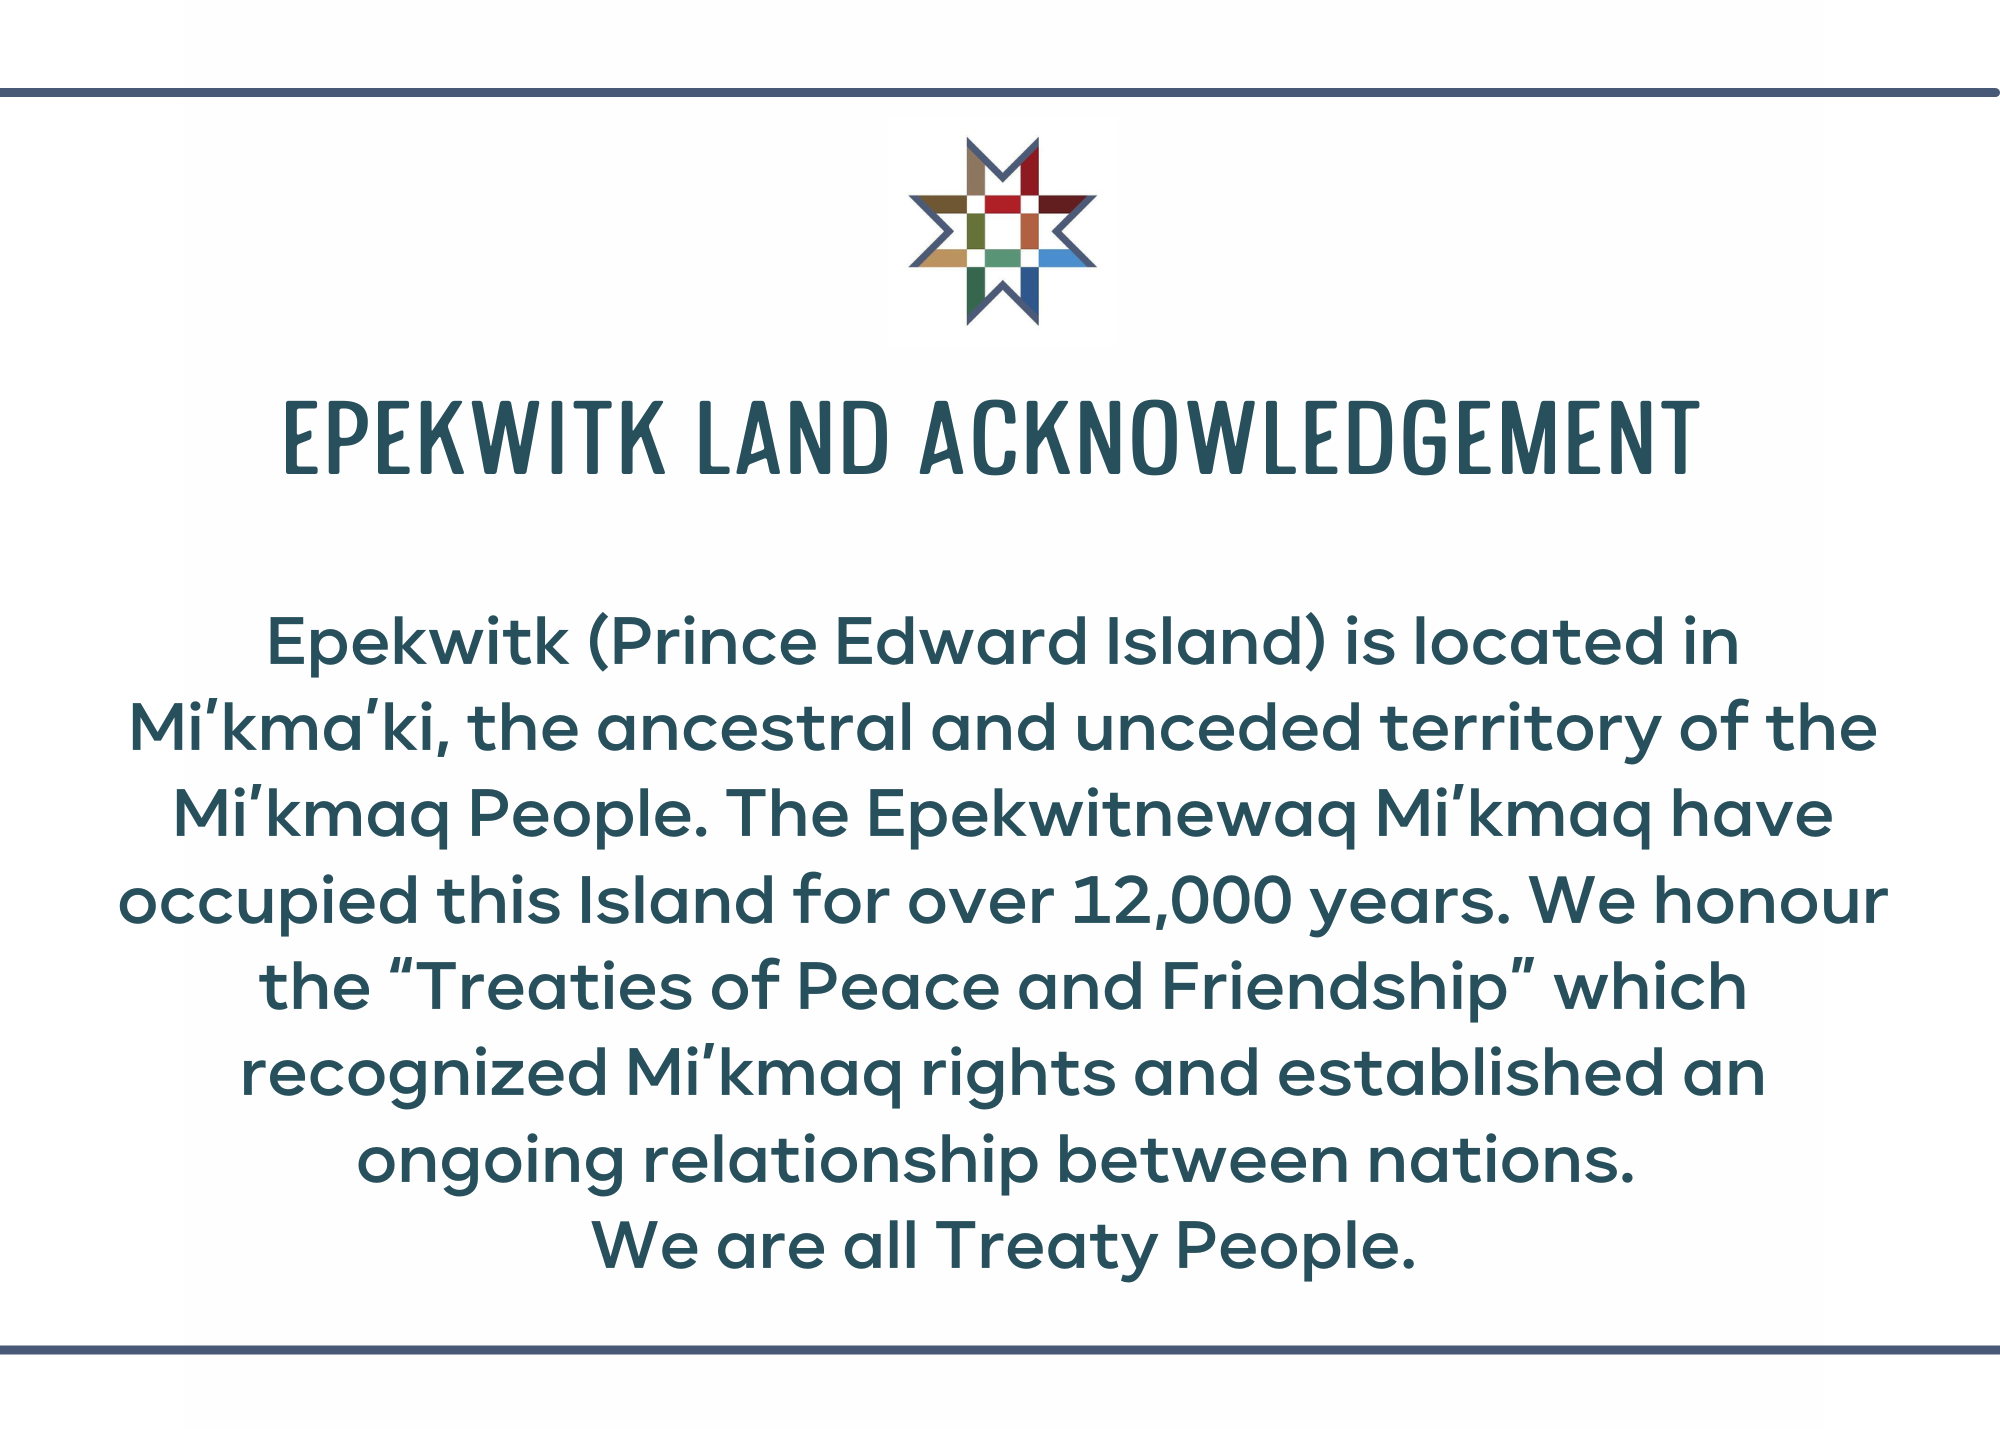 EPEKWITK LAND ACKNOWLEDGEMENT
Epekwitk (Prince Edward Island) is located in
Mi’kma’ki, the ancestral and unceded territory of the
Mi’kmaq People. The Epekwitnewaq Mi’kmaq have
occupied this Island for over 12,000 years. We honour
the “Treaties of Peace and Friendship” which
recognized Mi’kmaq rights and established an
ongoing relationship between nations.
We are all Treaty People.